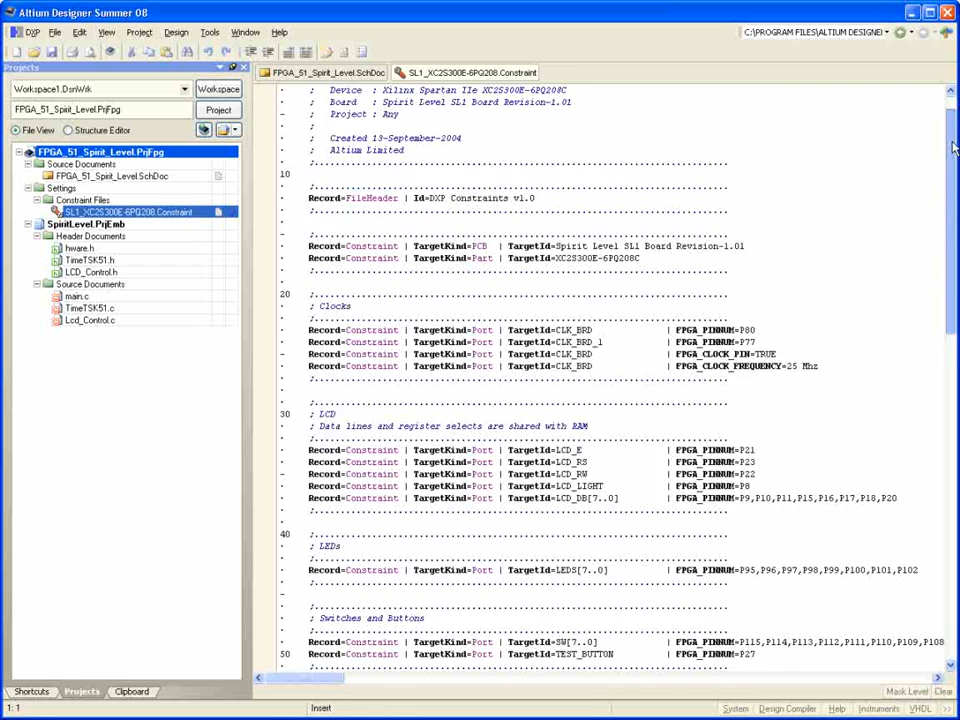 Altium Designer Summer 08
DXP File Edit View Project Design Tools Window Help C:\PROGRAM FILES\ALTIUM DESIGNEI
Projects
FPGA_51_Spirit_Level.SchDoc SL1_XC2S300E-6PQ208.Constraint
Workspace1.DsnWrk Workspace
FPGA_51_Spirit_Level.PrjFpg Project
File View Structure Editor
FPGA_51_Spirit_Level.PrjFpg
Source Documents
FPGA_51_Spirit_Level.SchDoc
Settings
Constraint Files
SL1_XC2S300E-6PQ208.Constraint
SpiritLevel.PrjEmb
Header Documents
hware.h
TimeTSK51.h
LCD_Control.h
Source Documents
main.c
TimeTSK51.c
Lcd_Control.c
; Device : Xilinx Spartan IIe XC2S300E-6PQ208C
; Board : Spirit Level SL1 Board Revision-1.01
; Project : Any
;
; Created 13-September-2004
; Altium Limited
;...............................................................................
10
;...............................................................................
Record=FileHeader | Id=DXP Constraints v1.0
;...............................................................................
;...............................................................................
Record=Constraint | TargetKind=PCB | TargetId=Spirit Level SL1 Board Revision-1.01
Record=Constraint | TargetKind=Part | TargetId=XC2S300E-6PQ208C
;...............................................................................
20 ;...............................................................................
; Clocks
;...............................................................................
Record=Constraint | TargetKind=Port | TargetId=CLK_BRD | FPGA_PINNUM=P80
Record=Constraint | TargetKind=Port | TargetId=CLK_BRD_1 | FPGA_PINNUM=P77
Record=Constraint | TargetKind=Port | TargetId=CLK_BRD | FPGA_CLOCK_PIN=TRUE
Record=Constraint | TargetKind=Port | TargetId=CLK_BRD | FPGA_CLOCK_FREQUENCY=25 Mhz
;...............................................................................
;...............................................................................
30 ; LCD
; Data lines and register selects are shared with RAM
;...............................................................................
Record=Constraint | TargetKind=Port | TargetId=LCD_E | FPGA_PINNUM=P21
Record=Constraint | TargetKind=Port | TargetId=LCD_RS | FPGA_PINNUM=P23
Record=Constraint | TargetKind=Port | TargetId=LCD_RW | FPGA_PINNUM=P22
Record=Constraint | TargetKind=Port | TargetId=LCD_LIGHT | FPGA_PINNUM=P8
Record=Constraint | TargetKind=Port | TargetId=LCD_DB[7..0] | FPGA_PINNUM=P9,P10,P11,P15,P16,P17,P18,P20
;...............................................................................
40 ;...............................................................................
; LEDs
;...............................................................................
Record=Constraint | TargetKind=Port | TargetId=LEDS[7..0] | FPGA_PINNUM=P95,P96,P97,P98,P99,P100,P101,P102
;...............................................................................
;...............................................................................
; Switches and Buttons
;...............................................................................
Record=Constraint | TargetKind=Port | TargetId=SW[7..0] | FPGA_PINNUM=P115,P114,P113,P112,P111,P110,P109,P108
50 Record=Constraint | TargetKind=Port | TargetId=TEST_BUTTON | FPGA_PINNUM=P27
;...............................................................................
Shortcuts Projects Clipboard Mask Level Clear
1: 1 Insert System Design Compiler Help Instruments VHDL >>